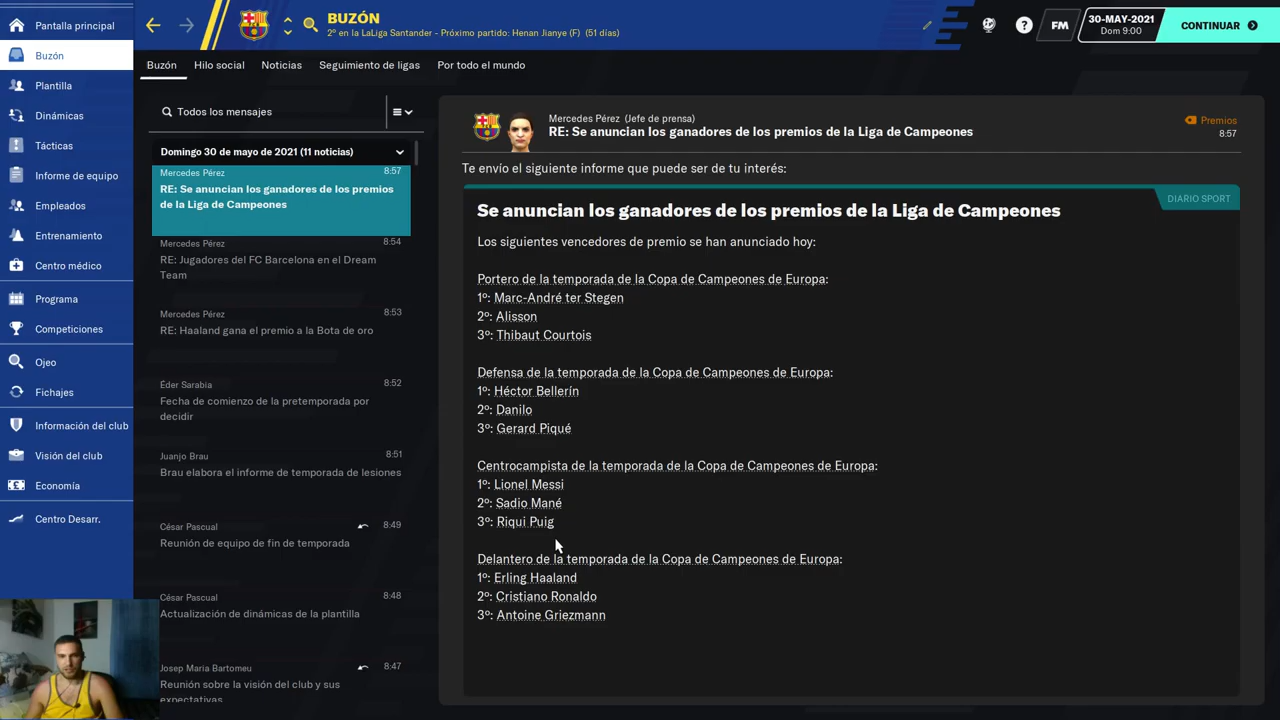 Pantalla principal
Buzón
Plantilla
Dinámicas
Tácticas
Informe de equipo
Empleados
Entrenamiento
Centro médico
Programa
Competiciones
Ojeo
Fichajes
Información del club
Visión del club
Economía
Centro Desarr.
BUZÓN
2º en la LaLiga Santander - Próximo partido: Henan Jianye (F) (51 días)
FM
30-MAY-2021
Dom 9:00
CONTINUAR
Buzón Hilo social Noticias Seguimiento de ligas Por todo el mundo
Todos los mensajes
Domingo 30 de mayo de 2021 (11 noticias)
Mercedes Pérez 8:57
RE: Se anuncian los ganadores de los premios
de la Liga de Campeones
Mercedes Pérez 8:54
RE: Jugadores del FC Barcelona en el Dream
Team
Mercedes Pérez 8:53
RE: Haaland gana el premio a la Bota de oro
Éder Sarabia 8:52
Fecha de comienzo de la pretemporada por
decidir
Juanjo Brau 8:51
Brau elabora el informe de temporada de lesiones
César Pascual 8:49
Reunión de equipo de fin de temporada
César Pascual 8:48
Actualización de dinámicas de la plantilla
Josep Maria Bartomeu 8:47
Reunión sobre la visión del club y sus
expectativas
Mercedes Pérez (Jefe de prensa)
RE: Se anuncian los ganadores de los premios de la Liga de Campeones
Premios
8:57
Te envío el siguiente informe que puede ser de tu interés:
DIARIO SPORT
Se anuncian los ganadores de los premios de la Liga de Campeones
Los siguientes vencedores de premio se han anunciado hoy:
Portero de la temporada de la Copa de Campeones de Europa:
1º: Marc-André ter Stegen
2º: Alisson
3º: Thibaut Courtois
Defensa de la temporada de la Copa de Campeones de Europa:
1º: Héctor Bellerín
2º: Danilo
3º: Gerard Piqué
Centrocampista de la temporada de la Copa de Campeones de Europa:
1º: Lionel Messi
2º: Sadio Mané
3º: Riqui Puig
Delantero de la temporada de la Copa de Campeones de Europa:
1º: Erling Haaland
2º: Cristiano Ronaldo
3º: Antoine Griezmann